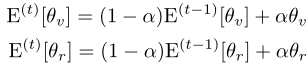 E^{(t)}[θ_v] = (1 − α)E^{(t−1)}[θ_v] + αθ_v
E^{(t)}[θ_r] = (1 − α)E^{(t−1)}[θ_r] + αθ_r